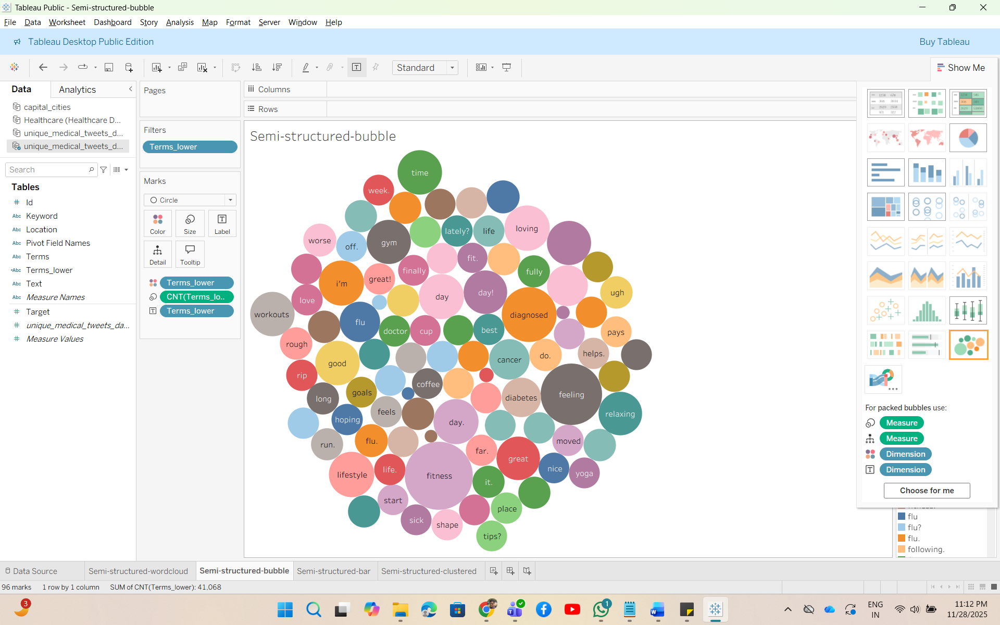 Tableau Public - Semi-structured-bubble
File Data Worksheet Dashboard Story Analysis Map Format Server Window Help
Tableau Desktop Public Edition
Buy Tableau
Standard
Show Me
Data
Analytics
capital_cities
Healthcare (Healthcare D...
unique_medical_tweets_d...
unique_medical_tweets_d...
Search
Tables
Id
Abc Keyword
Abc Location
Abc Pivot Field Names
Abc Terms
=Abc Terms_lower
Abc Text
Abc Measure Names
Target
unique_medical_tweets_da...
Measure Values
Pages
Filters
Terms_lower
Marks
Circle
Color
Size
Label
Detail
Tooltip
Terms_lower
CNT(Terms_lo..
Terms_lower
Columns
Rows
Semi-structured-bubble
time
week.
lately?
life
loving
worse
off.
gym
fit.
finally
fully
i'm
great!
day
day!
ugh
love
workouts
diagnosed
flu
doctor
cup
best
pays
rough
good
cancer
do.
helps.
rip
goals
coffee
long
diabetes
feeling
feels
hoping
day.
relaxing
run.
flu.
far.
moved
great
lifestyle
life.
fitness
nice
yoga
it.
start
sick
place
shape
tips?
For packed bubbles use:
Measure
Measure
Dimension
Dimension
Choose for me
flu
flu?
flu.
following.
Data Source
Semi-structured-wordcloud
Semi-structured-bubble
Semi-structured-bar
Semi-structured-clustered
96 marks 1 row by 1 column SUM of CNT(Terms_lower): 41,068
3
1
ENG
IN
11:12 PM
11/28/2025